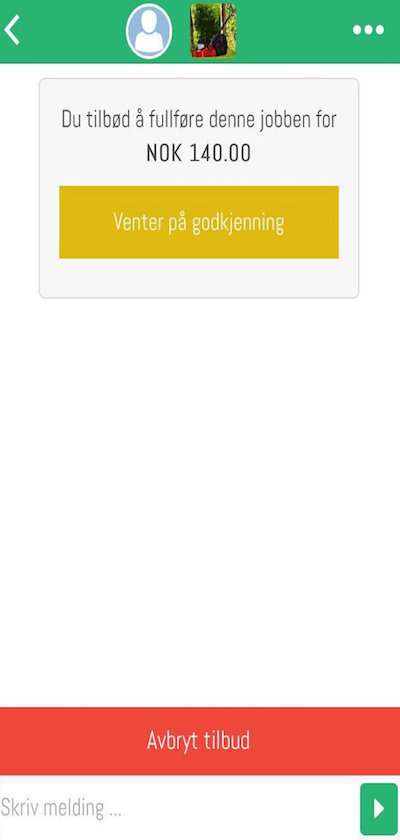 Du tilbød å fullføre denne jobben for
NOK 140.00
Venter på godkjenning
Avbryt tilbud
Skriv melding ...